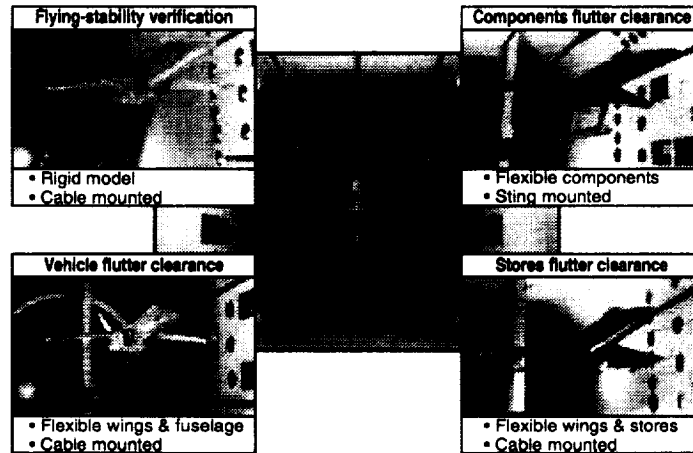 Flying-stability verification
• Rigid model
• Cable mounted
Components flutter clearance
• Flexible components
• Sting mounted
Vehicle flutter clearance
• Flexible wings & fuselage
• Cable mounted
Stores flutter clearance
• Flexible wings & stores
• Cable mounted